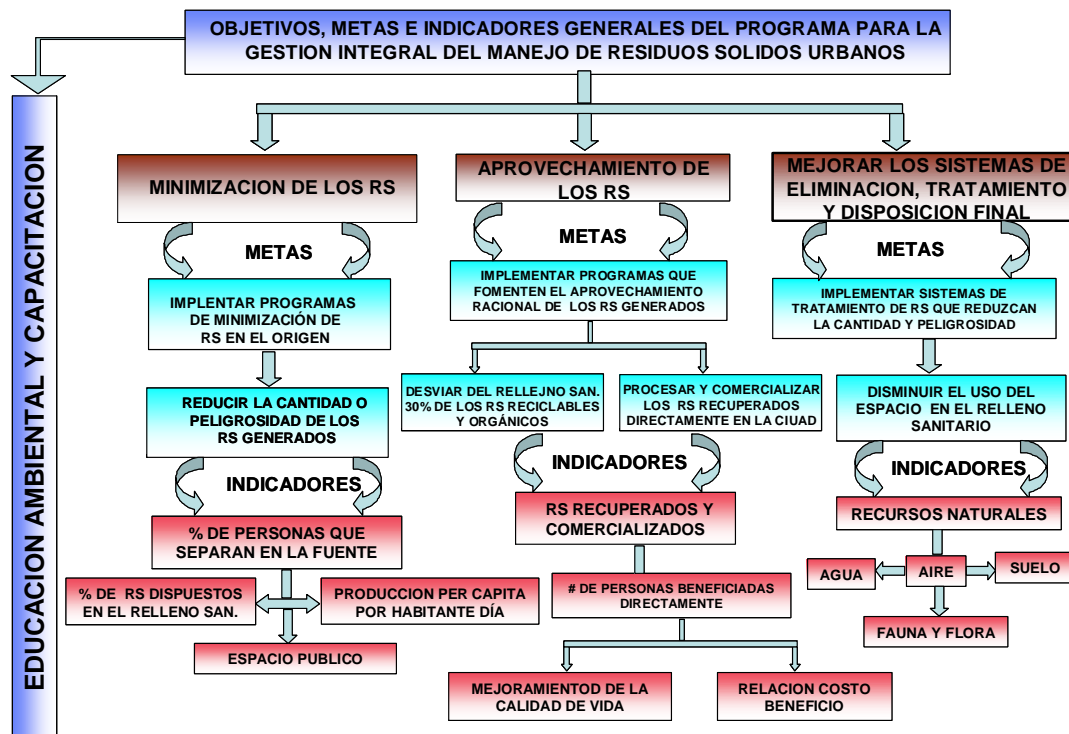 OBJETIVOS, METAS E INDICADORES GENERALES DEL PROGRAMA PARA LA
GESTION INTEGRAL DEL MANEJO DE RESIDUOS SOLIDOS URBANOS
EDUCACION AMBIENTAL Y CAPACITACION
MINIMIZACION DE LOS RS
METAS
IMPLENTAR PROGRAMAS
DE MINIMIZACIÓN DE
RS EN EL ORIGEN
REDUCIR LA CANTIDAD O
PELIGROSIDAD DE LOS
RS GENERADOS
INDICADORES
% DE PERSONAS QUE
SEPARAN EN LA FUENTE
% DE RS DISPUESTOS
EN EL RELLENO SAN.
PRODUCCION PER CAPITA
POR HABITANTE DÍA
ESPACIO PUBLICO
APROVECHAMIENTO DE
LOS RS
METAS
IMPLEMENTAR PROGRAMAS QUE
FOMENTEN EL APROVECHAMIENTO
RACIONAL DE LOS RS GENERADOS
DESVIAR DEL RELLEJNO SAN.
30% DE LOS RS RECICLABLES
Y ORGÁNICOS
PROCESAR Y COMERCIALIZAR
LOS RS RECUPERADOS
DIRECTAMENTE EN LA CIUAD
INDICADORES
RS RECUPERADOS Y
COMERCIALIZADOS
# DE PERSONAS BENEFICIADAS
DIRECTAMENTE
MEJORAMIENTOD DE LA
CALIDAD DE VIDA
RELACION COSTO
BENEFICIO
MEJORAR LOS SISTEMAS DE
ELIMINACION, TRATAMIENTO
Y DISPOSICION FINAL
METAS
IMPLEMENTAR SISTEMAS DE
TRATAMIENTO DE RS QUE REDUZCAN
LA CANTIDAD Y PELIGROSIDAD
DISMINUIR EL USO DEL
ESPACIO EN EL RELLENO
SANITARIO
INDICADORES
RECURSOS NATURALES
AGUA
AIRE
SUELO
FAUNA Y FLORA